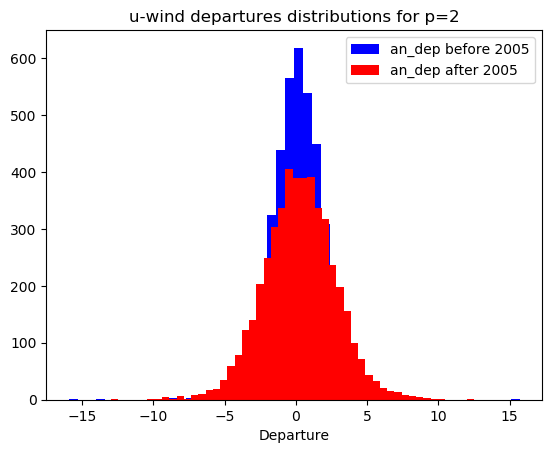 u-wind departures distributions for p=2
an_dep before 2005
an_dep after 2005
600
500
400
300
200
100
0
−15 −10 −5 0 5 10 15
Departure